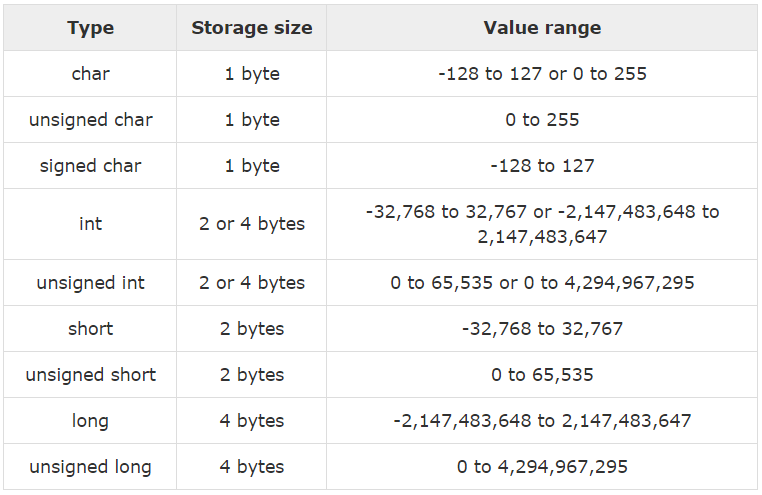 Type Storage size Value range
char 1 byte -128 to 127 or 0 to 255
unsigned char 1 byte 0 to 255
signed char 1 byte -128 to 127
int 2 or 4 bytes -32,768 to 32,767 or -2,147,483,648 to
2,147,483,647
unsigned int 2 or 4 bytes 0 to 65,535 or 0 to 4,294,967,295
short 2 bytes -32,768 to 32,767
unsigned short 2 bytes 0 to 65,535
long 4 bytes -2,147,483,648 to 2,147,483,647
unsigned long 4 bytes 0 to 4,294,967,295